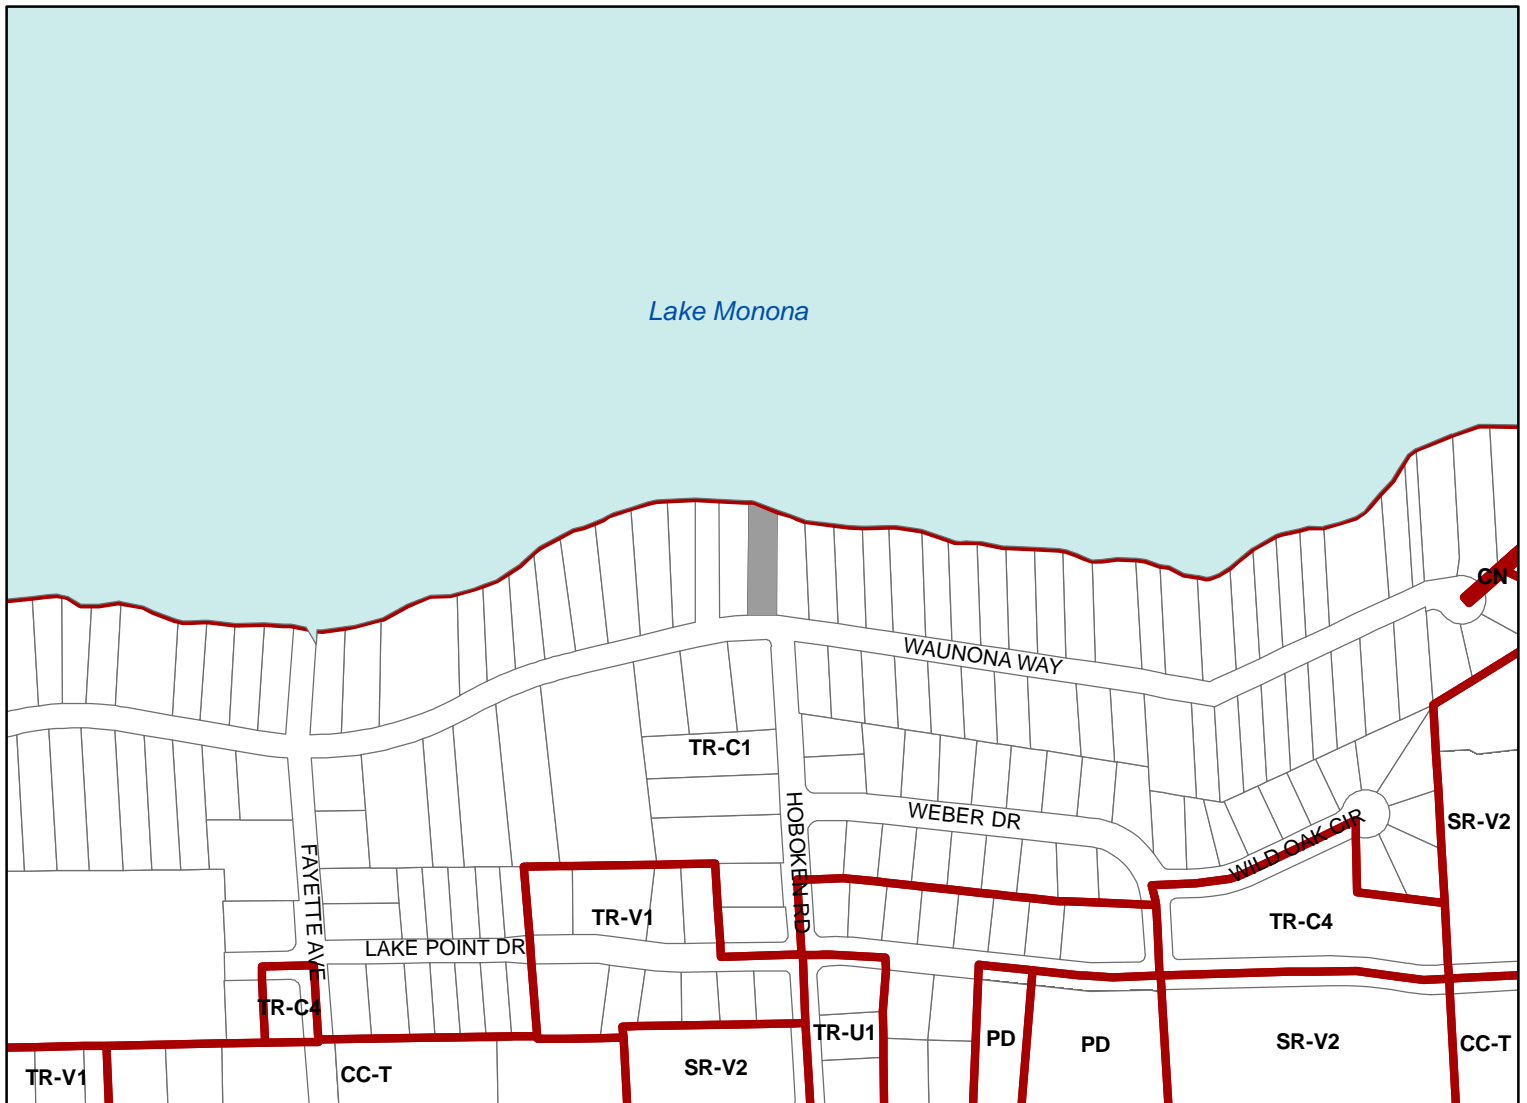 Lake Monona
CN
WAUNONA WAY
TR-C1
HOBOKEN RD
WEBER DR
WILD OAK CIR
SR-V2
FAYETTE AVE
TR-V1
TR-C4
LAKE POINT DR
TR-C4
TR-U1
PD
PD
SR-V2
CC-T
TR-V1
CC-T
SR-V2